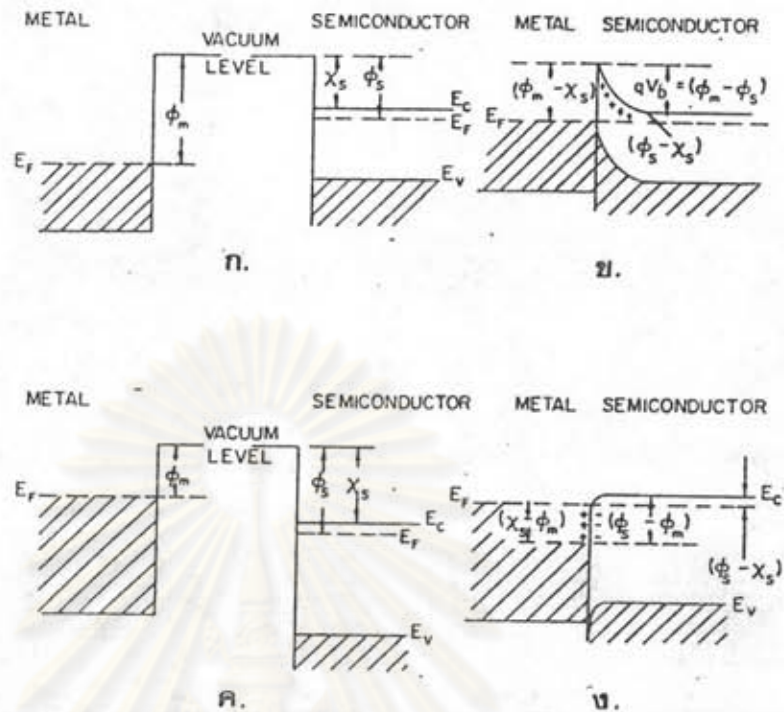 METAL VACUUM LEVEL SEMICONDUCTOR
ϕm
χs ϕs
EC
EF
EF
EV
ก.
METAL SEMICONDUCTOR
(ϕm − χs) qVb = (ϕm − ϕs)
EF
(ϕs − χs)
ข.
METAL VACUUM LEVEL SEMICONDUCTOR
EF ϕm
ϕs χs
EC
EF
EV
ค.
METAL SEMICONDUCTOR
EF EC
(χs − ϕm) (ϕs − ϕm)
(ϕs − χs)
EV
ง.